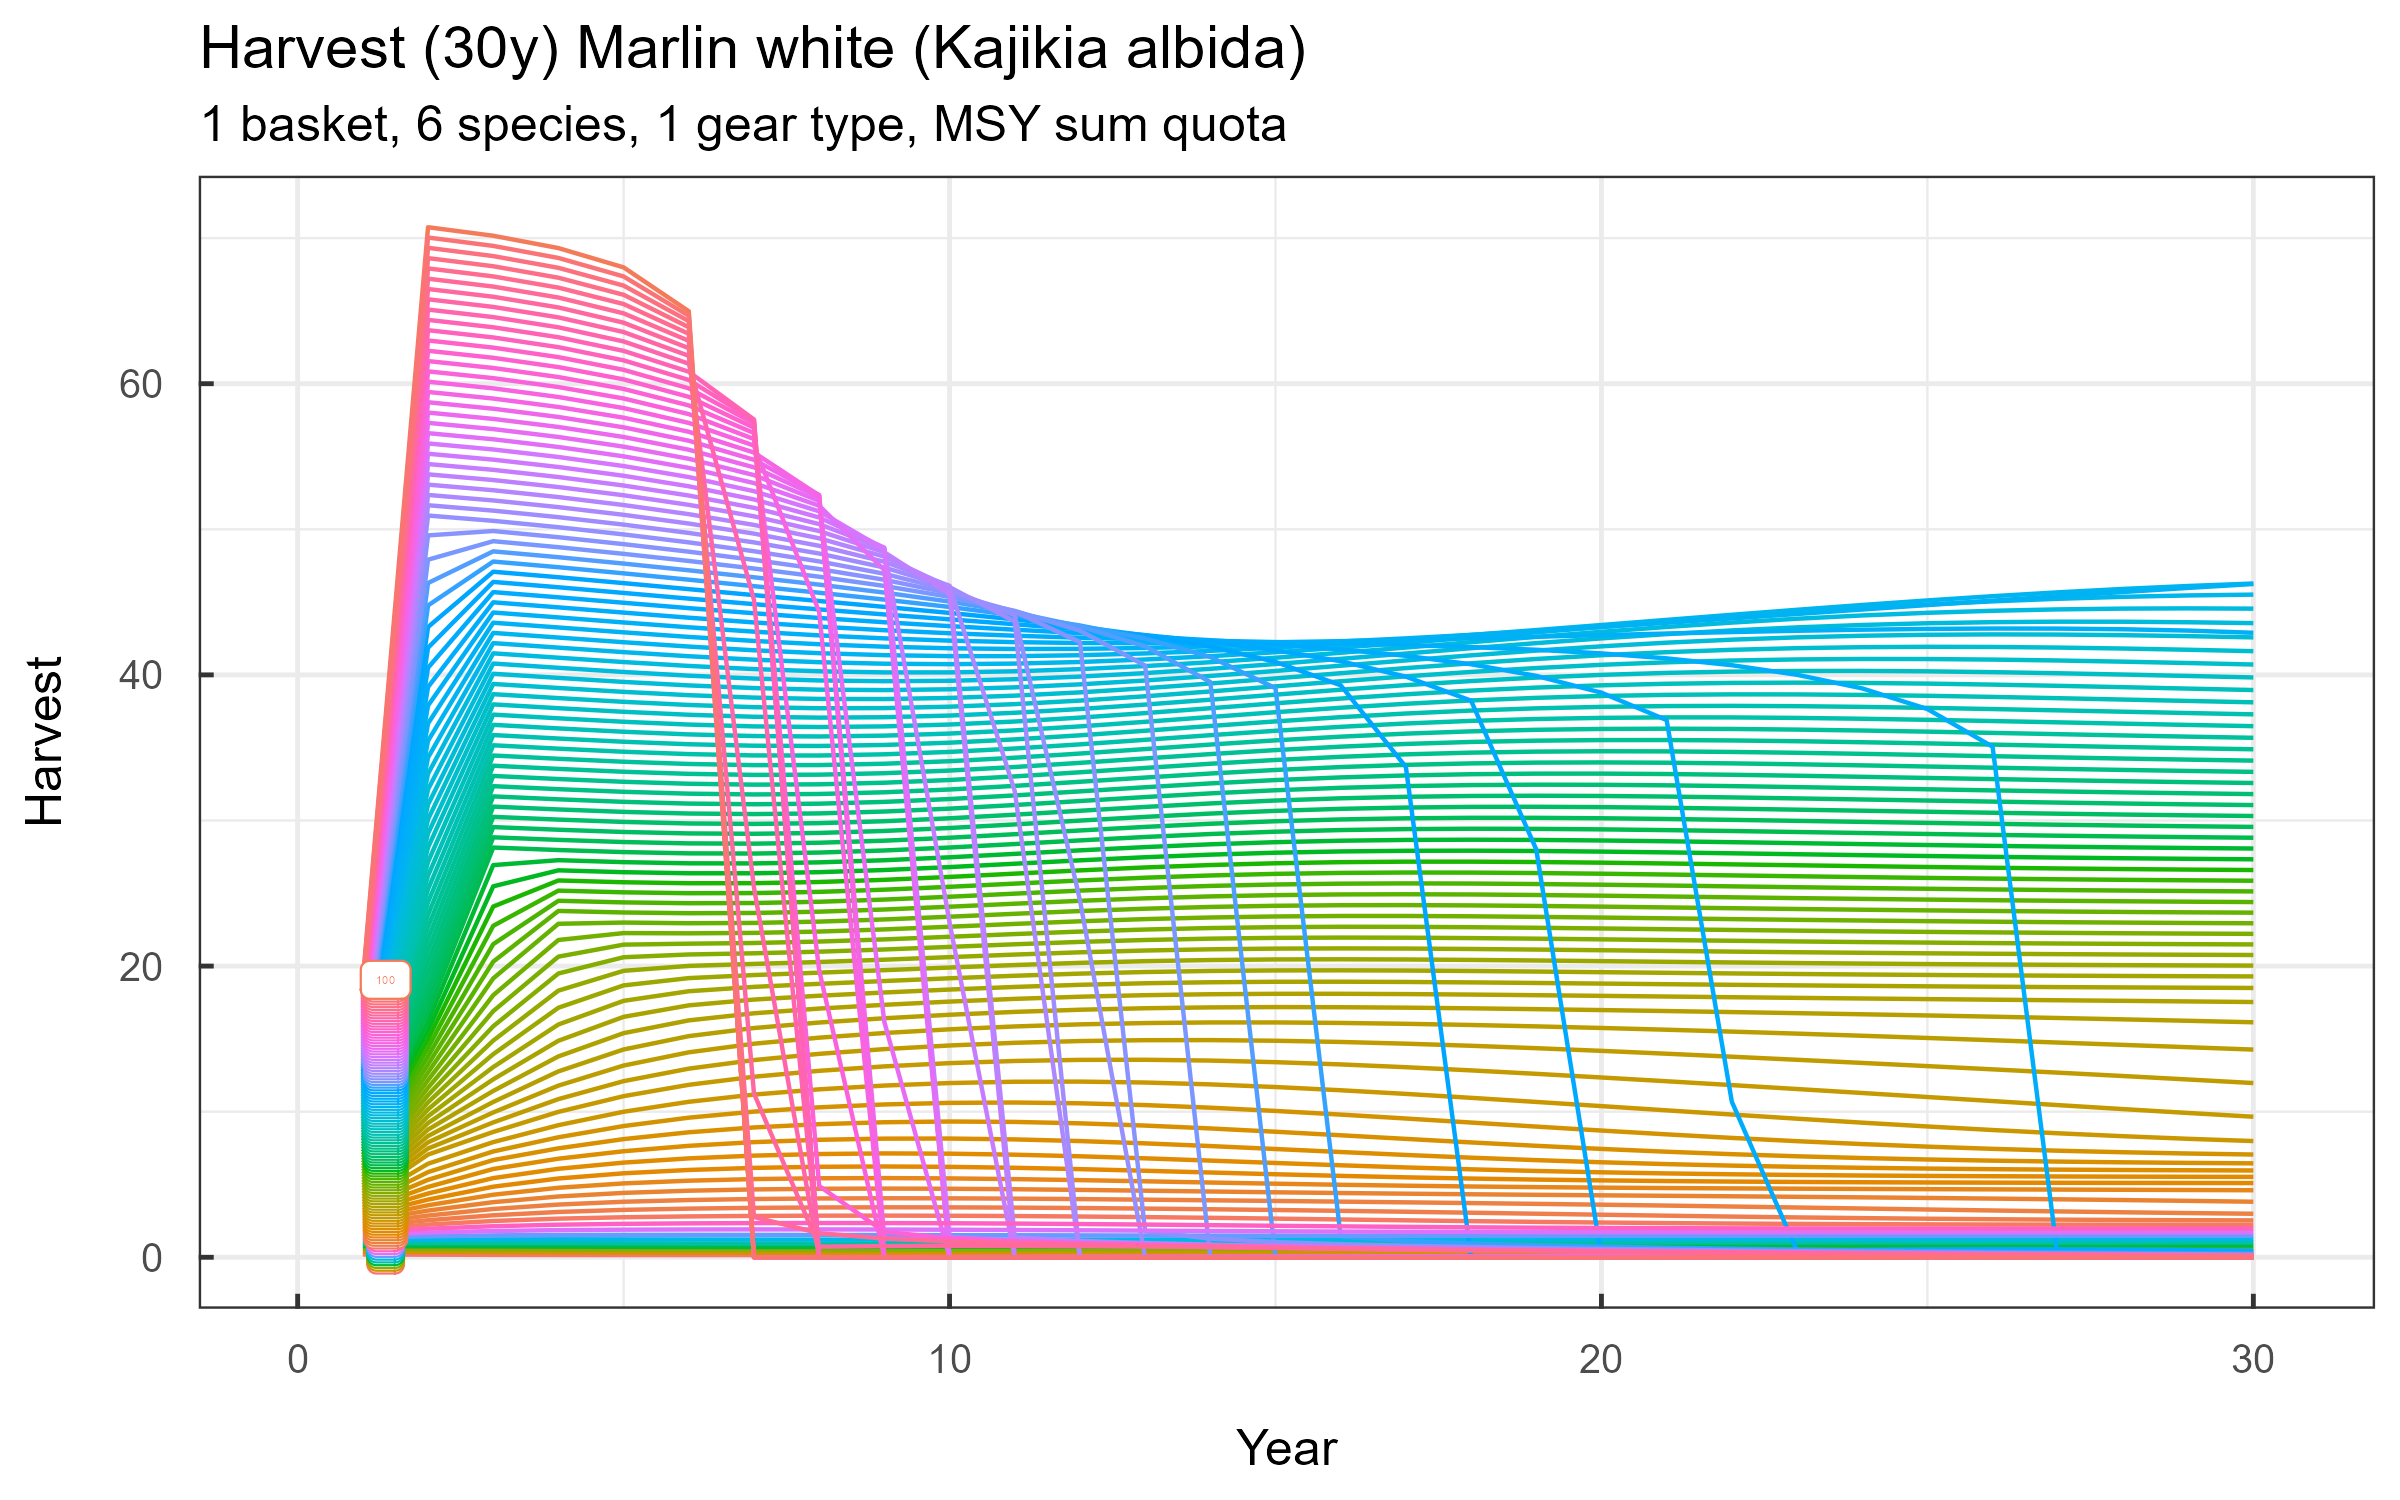 Harvest (30y) Marlin white (Kajikia albida)
1 basket, 6 species, 1 gear type, MSY sum quota
Harvest
60
40
20
0
100
0 10 20 30
Year